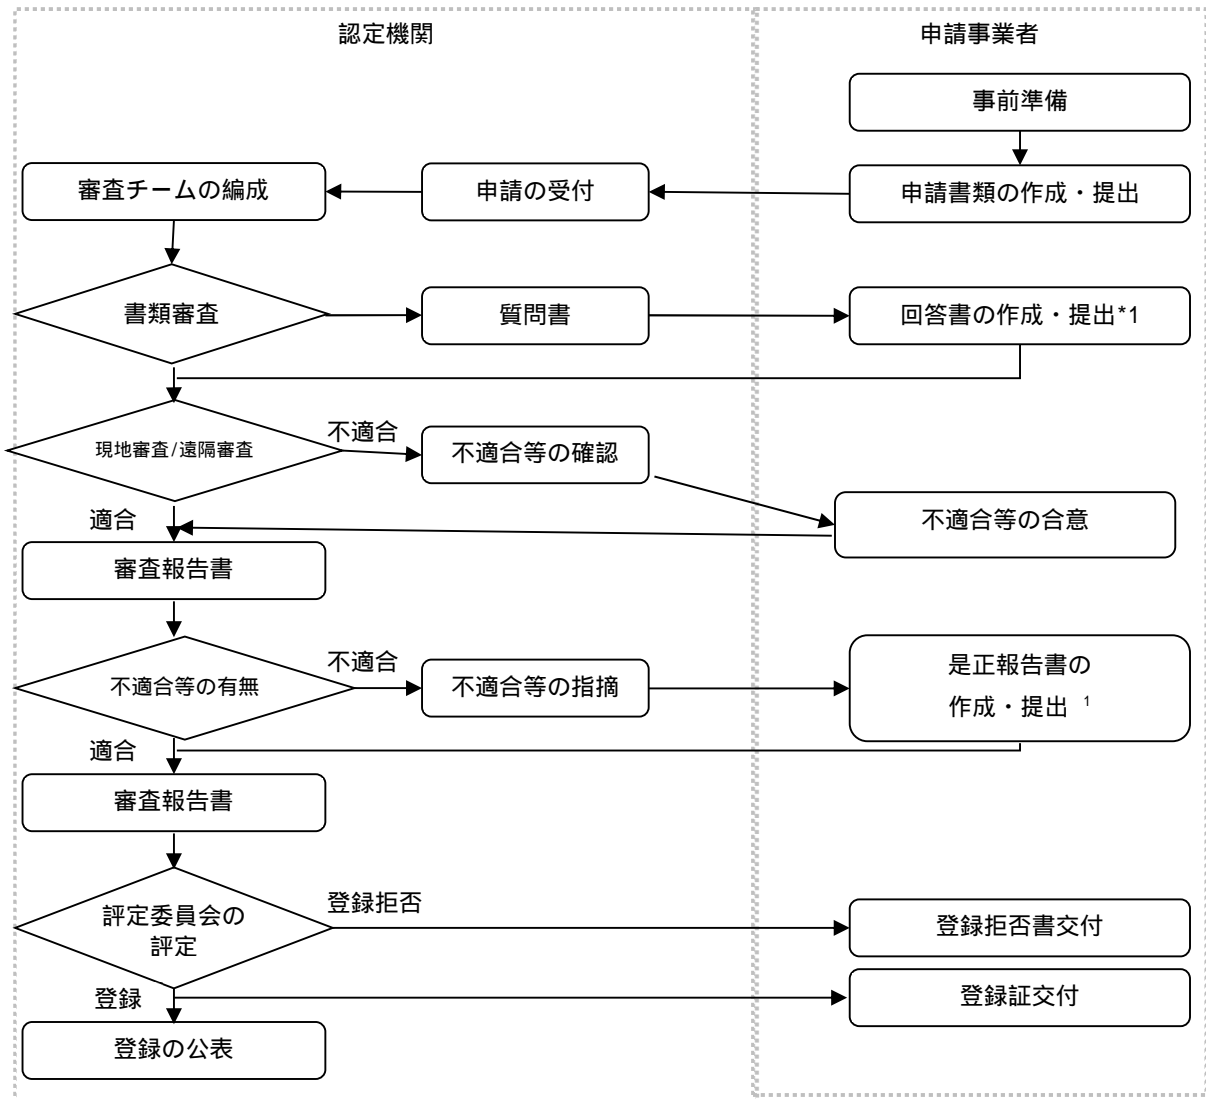 認定機関
申請事業者
事前準備
審査チームの編成
申請の受付
申請書類の作成・提出
書類審査
質問書
回答書の作成・提出*1
現地審査/遠隔審査
不適合
不適合等の確認
不適合等の合意
適合
審査報告書
不適合等の有無
不適合
不適合等の指摘
是正報告書の
作成・提出 1
適合
審査報告書
評定委員会の
評定
登録拒否
登録拒否書交付
登録
登録証交付
登録の公表